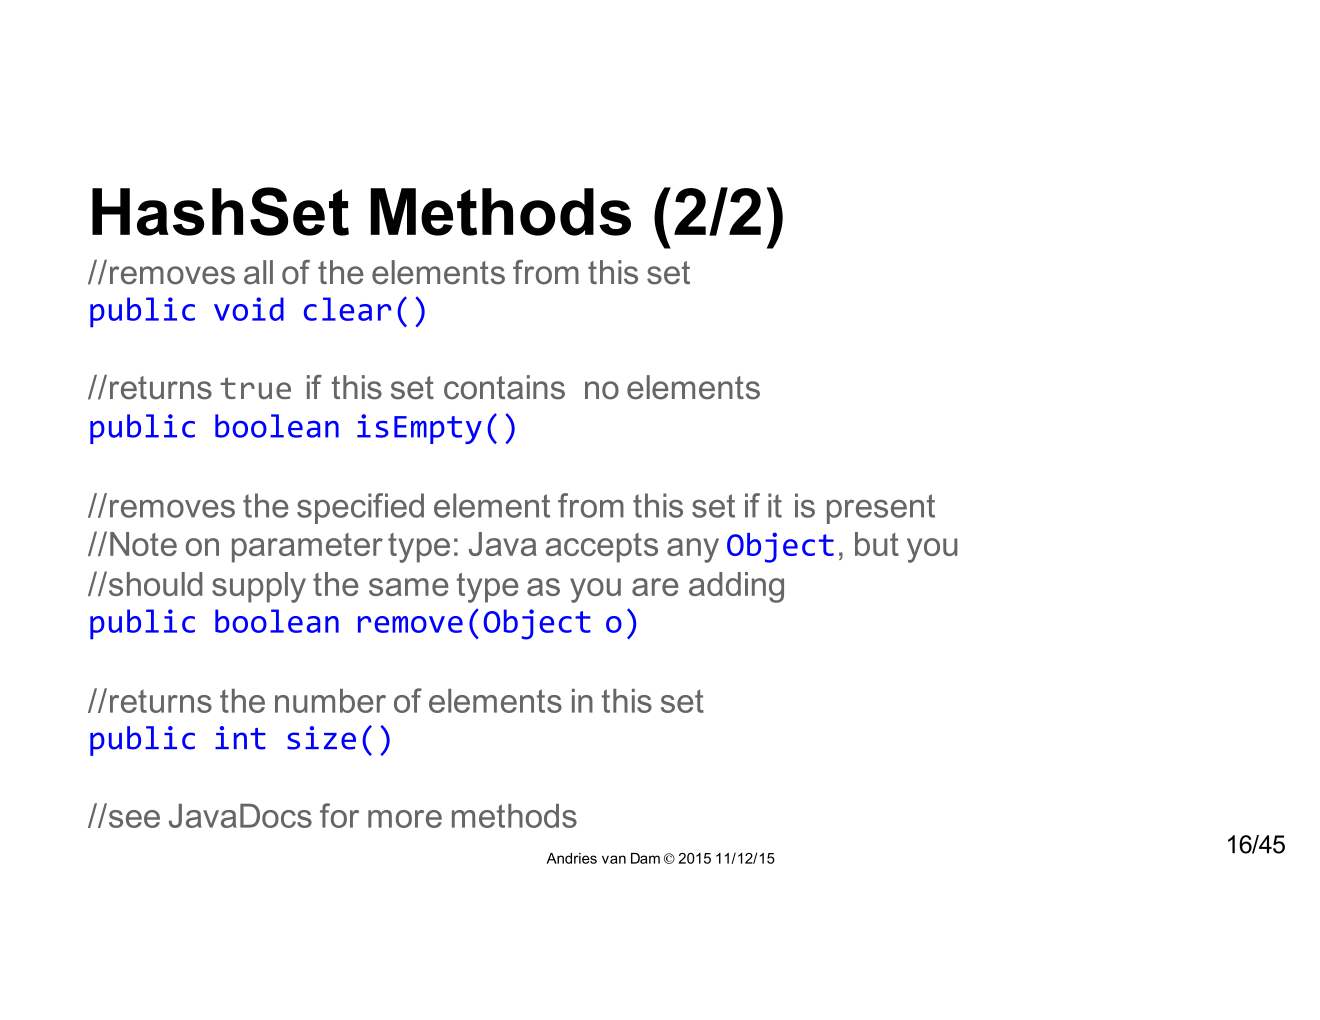 HashSet Methods (2/2)
//removes all of the elements from this set
public void clear()
//returns true if this set contains  no elements
public boolean isEmpty()
//removes the specified element from this set if it is present
//Note on parameter type: Java accepts any Object, but you
//should supply the same type as you are adding
public boolean remove(Object o)
//returns the number of elements in this set
public int size()
//see JavaDocs for more methods
Andries van Dam © 2015 11/12/15
16/45